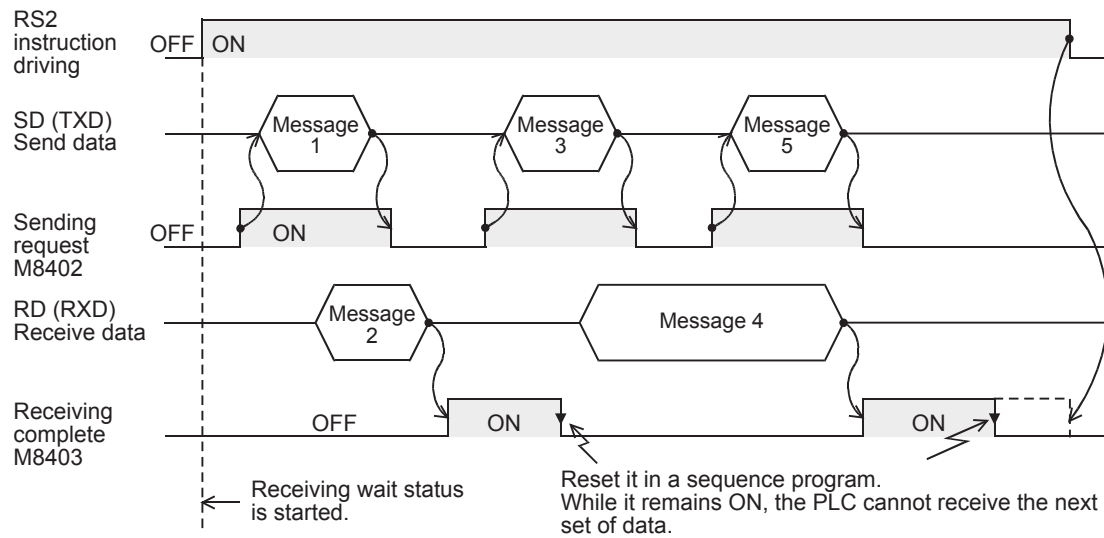 RS2
instruction
driving
OFF
ON
SD (TXD)
Send data
Message
1
Message
3
Message
5
Sending
request
M8402
OFF
ON
RD (RXD)
Receive data
Message
2
Message 4
Receiving
complete
M8403
OFF
ON
ON
Receiving wait status
is started.
Reset it in a sequence program.
While it remains ON, the PLC cannot receive the next
set of data.